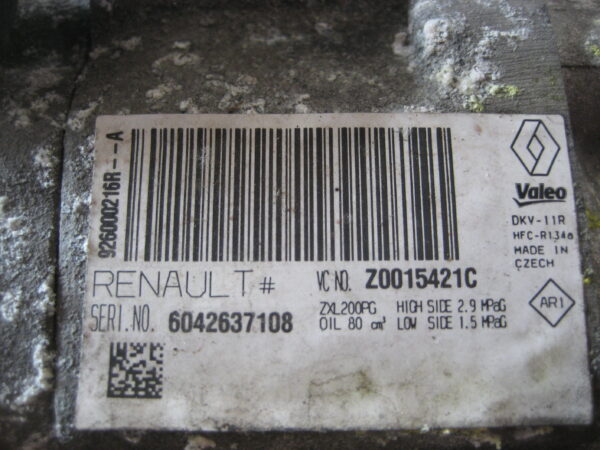 926000216R--A
Valeo
DKV-11R
HFC-R134a
MADE IN
CZECH
RENAULT #
VC NO. Z0015421C
SERI.NO. 6042637108
ZXL200PG HIGH SIDE 2.9 MPaG
OIL 80 cm³ LOW SIDE 1.5 MPaG
AR1